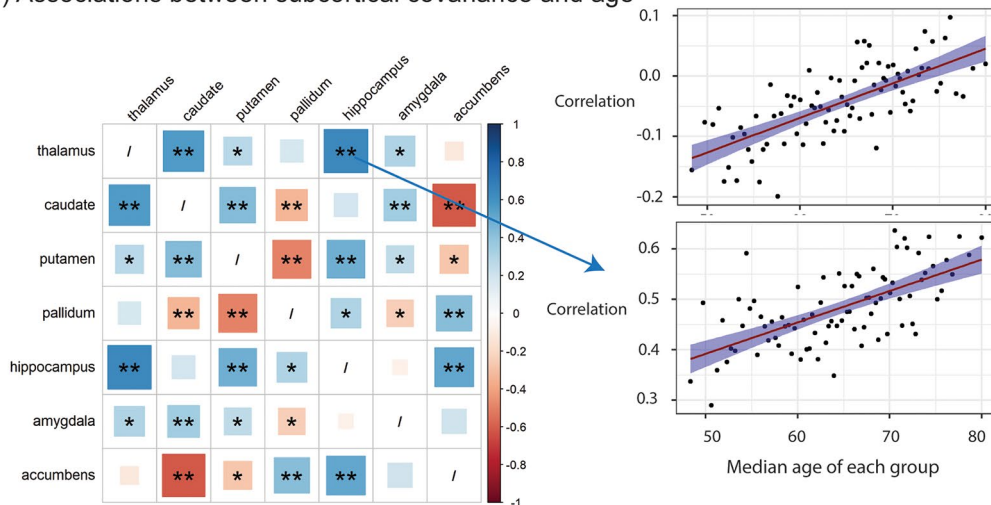 ) Associations between subcortical covariance and age
thalamus
caudate
putamen
pallidum
hippocampus
amygdala
accumbens
thalamus / ** * ** *
caudate ** / ** ** ** **
putamen * ** / ** ** * *
pallidum ** ** / * * **
hippocampus ** ** * / **
amygdala * ** * * /
accumbens ** * ** ** /
1
0.8
0.6
0.4
0.2
0
-0.2
-0.4
-0.6
-0.8
-1
Correlation
0.1
0.0
-0.1
-0.2
Correlation
0.6
0.5
0.4
0.3
50 60 70 80
Median age of each group